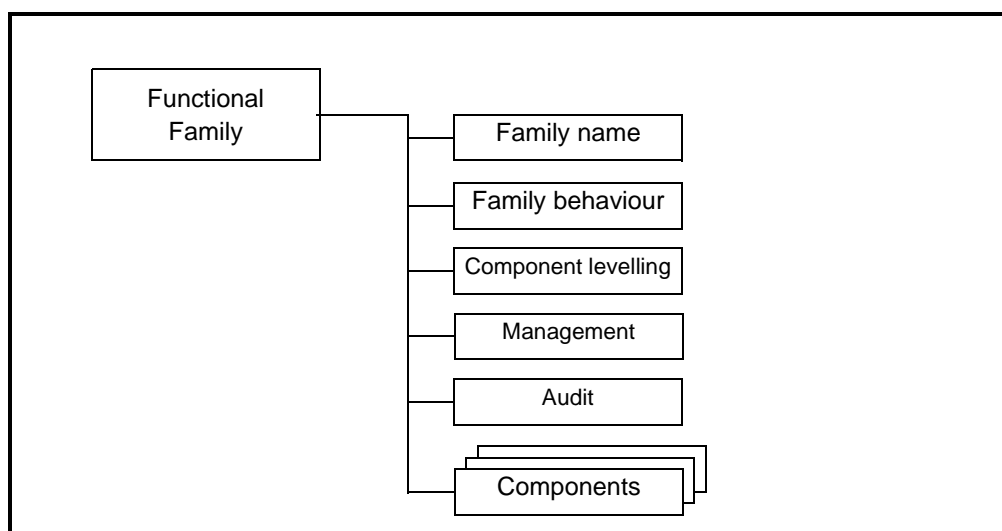 Functional
Family
Family name
Family behaviour
Component levelling
Management
Audit
Components